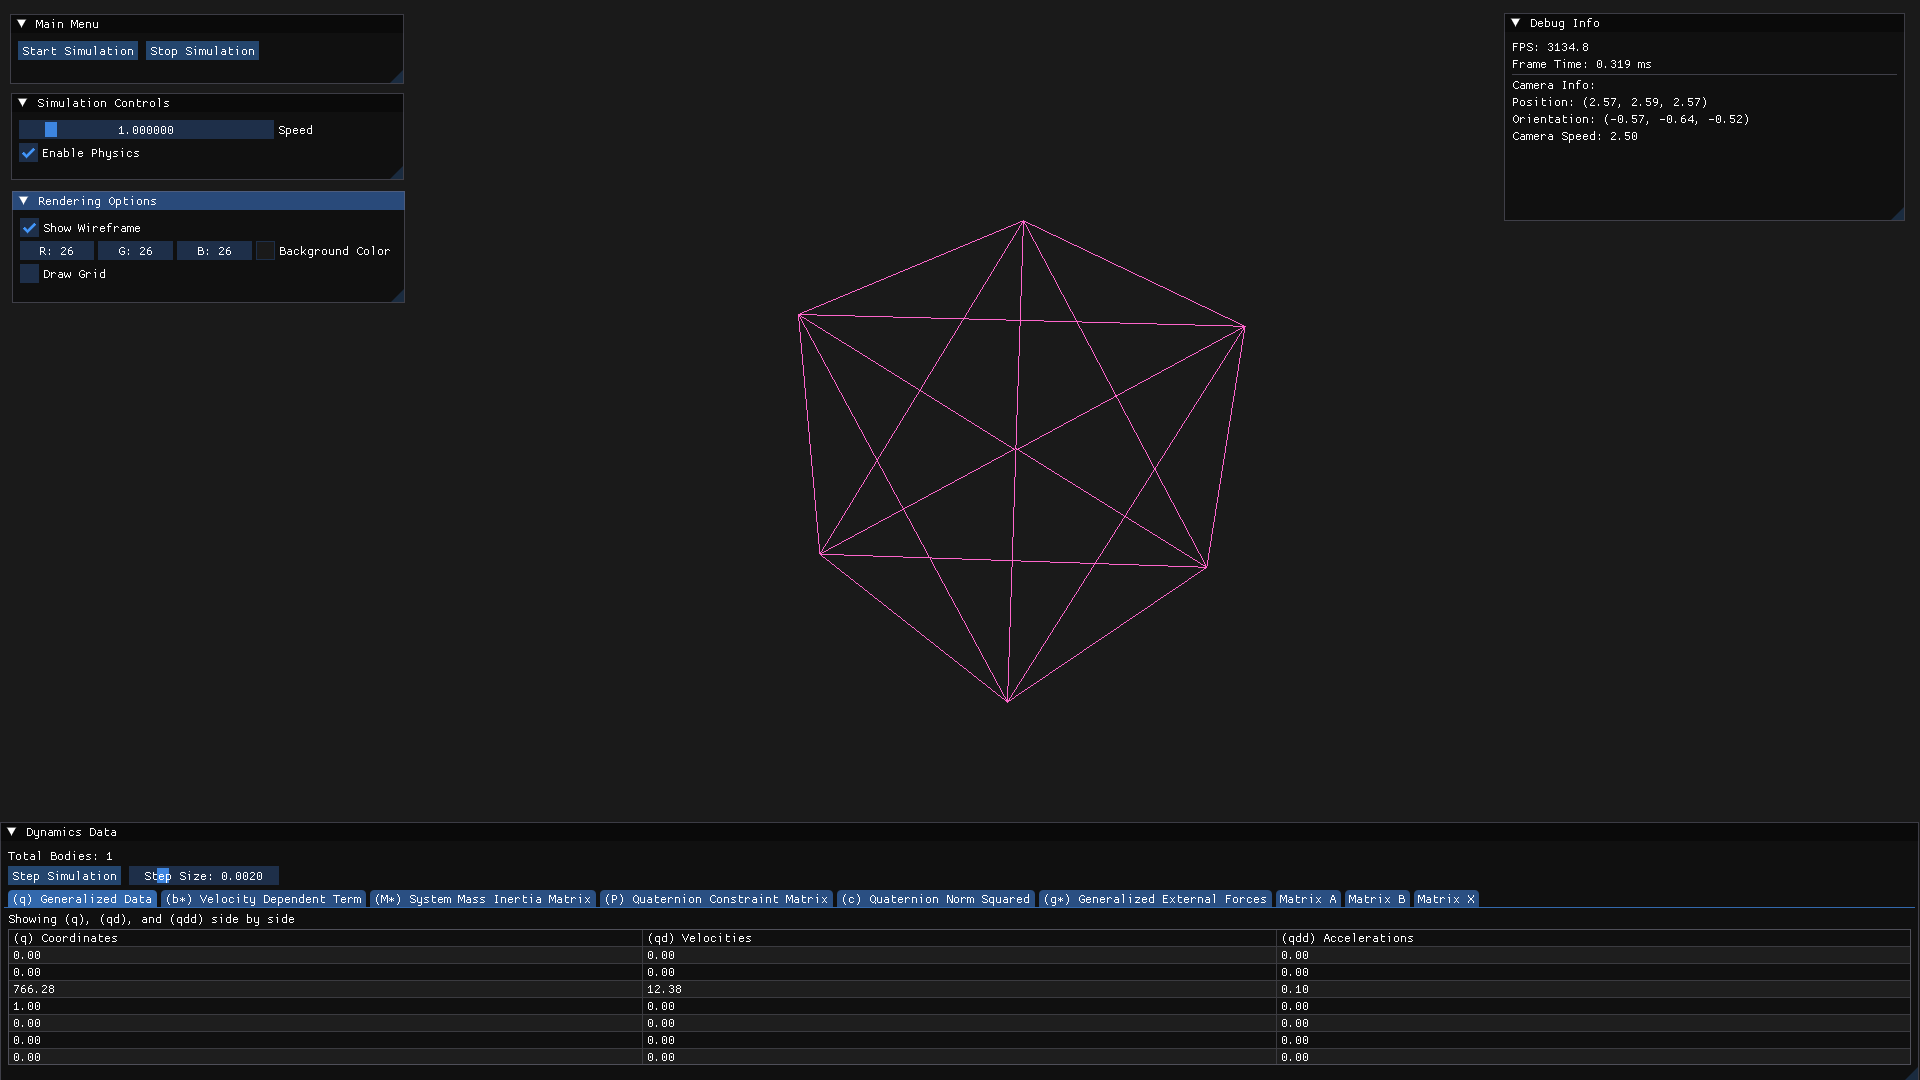 Main Menu
Start Simulation Stop Simulation
Simulation Controls
1.000000 Speed
Enable Physics
Rendering Options
Show Wireframe
R: 26 G: 26 B: 26 Background Color
Draw Grid
Debug Info
FPS: 3134.8
Frame Time: 0.319 ms
Camera Info:
Position: (2.57, 2.59, 2.57)
Orientation: (-0.57, -0.64, -0.52)
Camera Speed: 2.50
Dynamics Data
Total Bodies: 1
Step Simulation Step Size: 0.0020
(q) Generalized Data (b*) Velocity Dependent Term (M*) System Mass Inertia Matrix (P) Quaternion Constraint Matrix (c) Quaternion Norm Squared (g*) Generalized External Forces Matrix A Matrix B Matrix X
Showing (q), (qd), and (qdd) side by side
(q) Coordinates (qd) Velocities (qdd) Accelerations
0.00 0.00 0.00
0.00 0.00 0.00
766.28 12.38 0.10
1.00 0.00 0.00
0.00 0.00 0.00
0.00 0.00 0.00
0.00 0.00 0.00